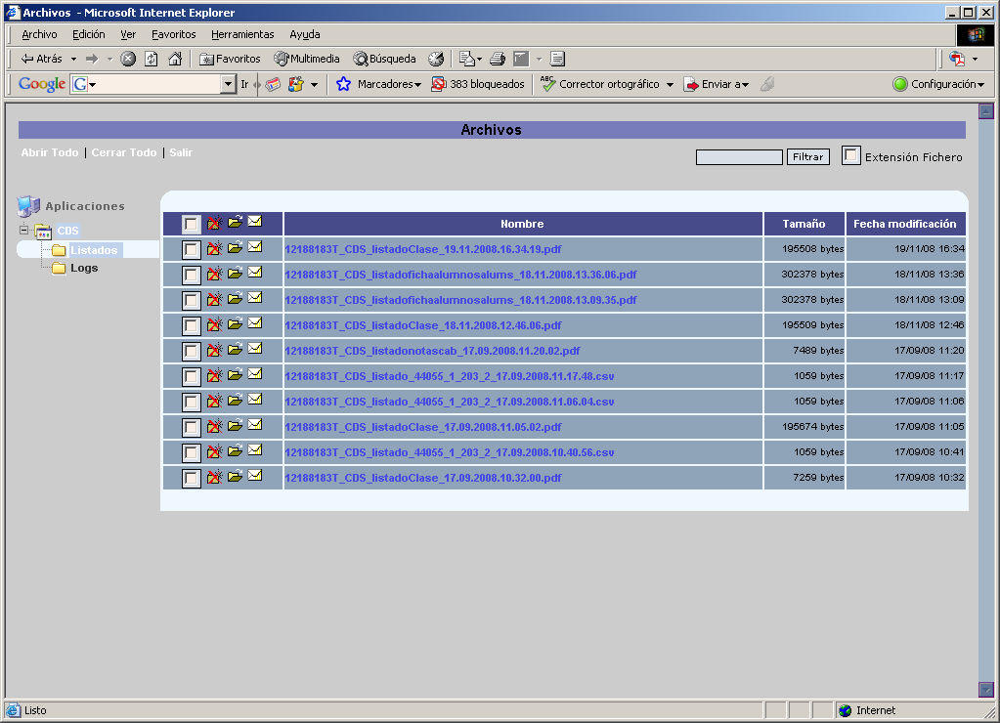 Archivos - Microsoft Internet Explorer
Archivo Edición Ver Favoritos Herramientas Ayuda
Atrás Favoritos Multimedia Búsqueda
Google G Ir Marcadores 383 bloqueados ABC Corrector ortográfico Enviar a Configuración
Archivos
Abrir Todo | Cerrar Todo | Salir
Filtrar Extensión Fichero
Aplicaciones
CDS
Listados
Logs
Nombre Tamaño Fecha modificación
12188183T_CDS_listadoClase_19.11.2008.16.34.19.pdf 195508 bytes 19/11/08 16:34
12188183T_CDS_listadofichaalumnosalums_18.11.2008.13.36.06.pdf 302378 bytes 18/11/08 13:36
12188183T_CDS_listadofichaalumnosalums_18.11.2008.13.09.35.pdf 302378 bytes 18/11/08 13:09
12188183T_CDS_listadoClase_18.11.2008.12.46.06.pdf 195509 bytes 18/11/08 12:46
12188183T_CDS_listadonotascab_17.09.2008.11.20.02.pdf 7489 bytes 17/09/08 11:20
12188183T_CDS_listado_44055_1_203_2_17.09.2008.11.17.48.csv 1059 bytes 17/09/08 11:17
12188183T_CDS_listado_44055_1_203_2_17.09.2008.11.06.04.csv 1059 bytes 17/09/08 11:06
12188183T_CDS_listadoClase_17.09.2008.11.05.02.pdf 195674 bytes 17/09/08 11:05
12188183T_CDS_listado_44055_1_203_2_17.09.2008.10.40.56.csv 1059 bytes 17/09/08 10:41
12188183T_CDS_listadoClase_17.09.2008.10.32.00.pdf 7259 bytes 17/09/08 10:32
Listo Internet